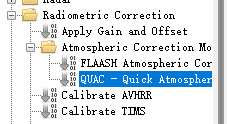 Radar
Radiometric Correction
Apply Gain and Offset
Atmospheric Correction Mo
FLAASH Atmospheric Cor
QUAC - Quick Atmospher
Calibrate AVHRR
Calibrate TIMS